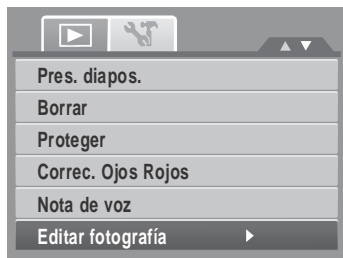 Pres. diapos.
Borrar
Proteger
Correc. Ojos Rojos
Nota de voz
Editar fotografía